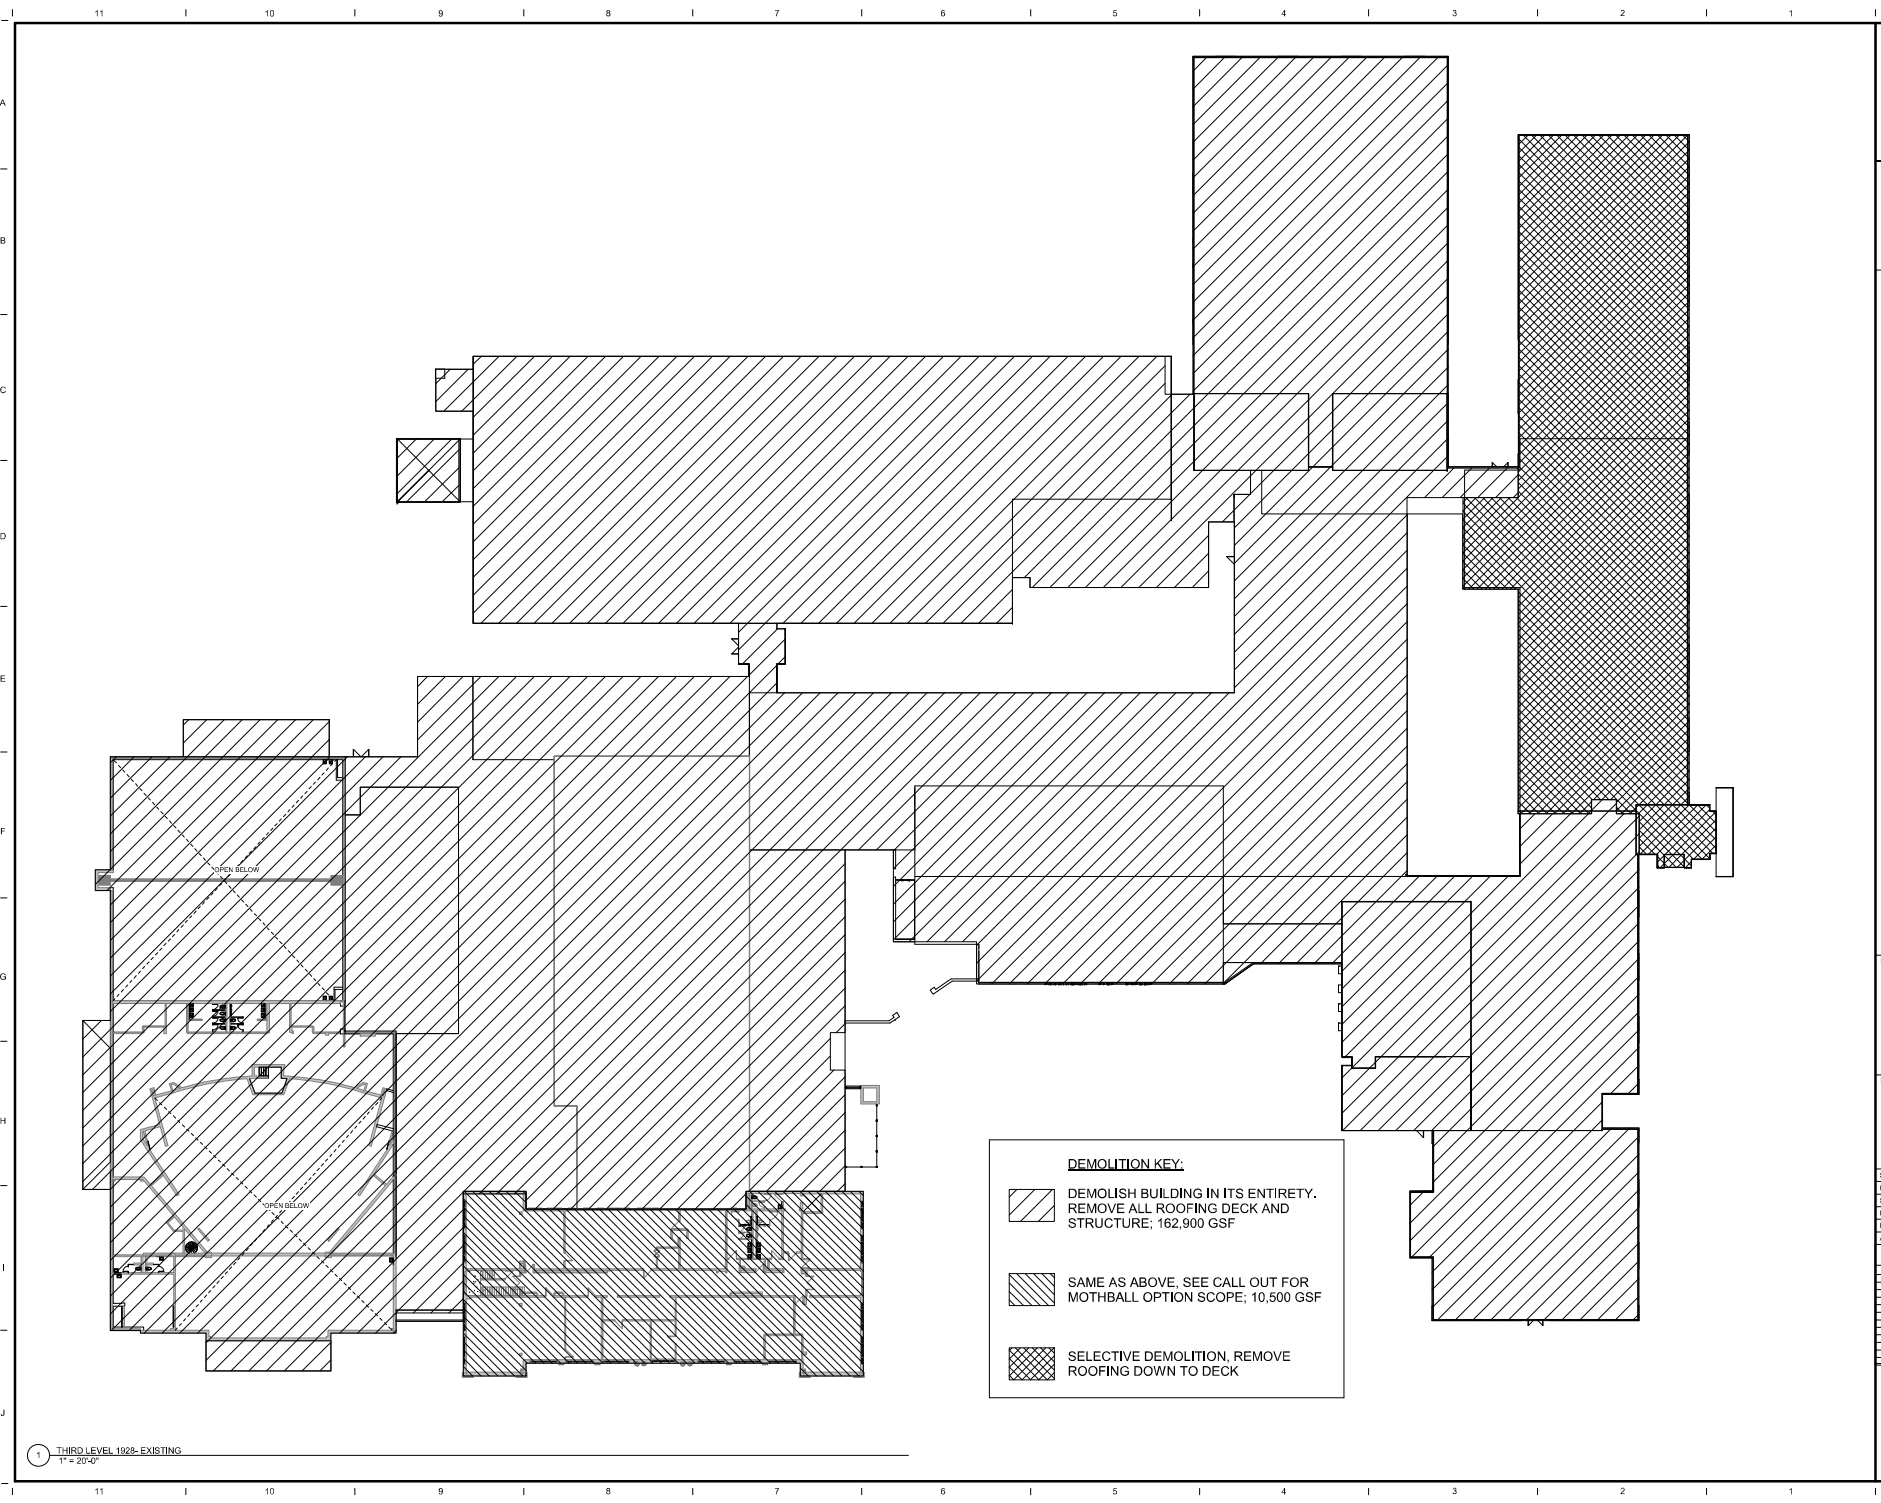 11 10 9 8 7 6 5 4 3 2 1
A
B
C
D
E
F
G
H
I
J
OPEN BELOW
OPEN BELOW
DEMOLITION KEY:
DEMOLISH BUILDING IN ITS ENTIRETY.
REMOVE ALL ROOFING DECK AND
STRUCTURE; 162,900 GSF
SAME AS ABOVE, SEE CALL OUT FOR
MOTHBALL OPTION SCOPE; 10,500 GSF
SELECTIVE DEMOLITION, REMOVE
ROOFING DOWN TO DECK
1 THIRD LEVEL 1928- EXISTING
1" = 20'-0"
11 10 9 8 7 6 5 4 3 2 1